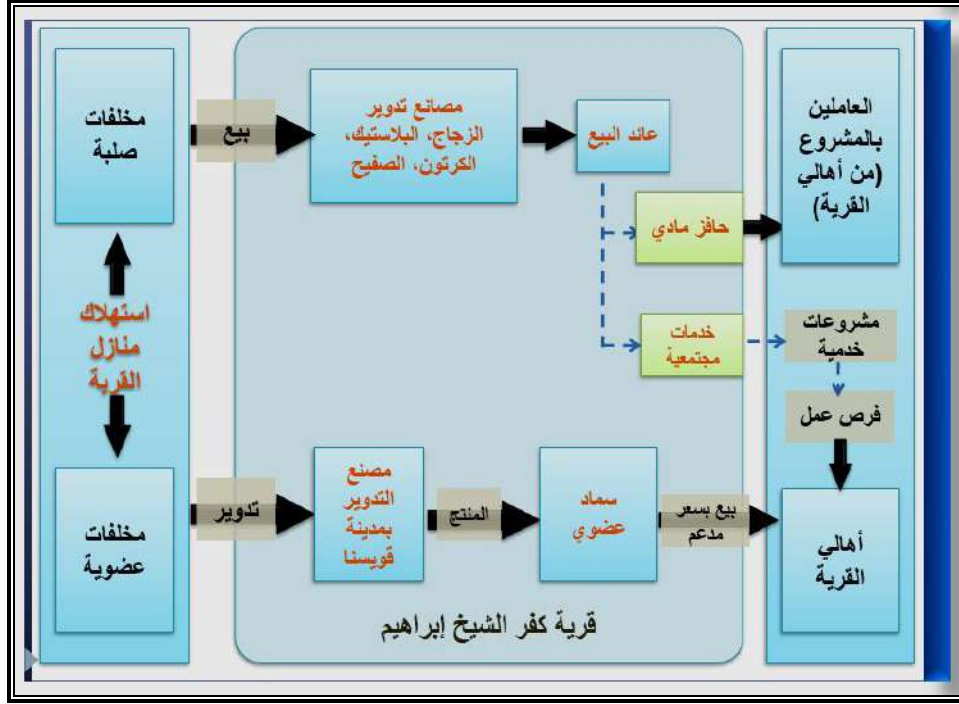 مخلفات
صلبة
بيع
مصانع تدوير
الزجاج، البلاستيك،
الكرتون، الصفيح
عائد البيع
حافز مادي
العاملين
بالمشروع
(من أهالي
القرية)
استهلاك
منازل
القرية
خدمات
مجتمعية
مشروعات
خدمية
فرص عمل
مخلفات
عضوية
تدوير
مصنع
التدوير
بمدينة
قويسنا
المنتج
سماد
عضوي
بيع بسعر
مدعم
أهالي
القرية
قرية كفر الشيخ إبراهيم